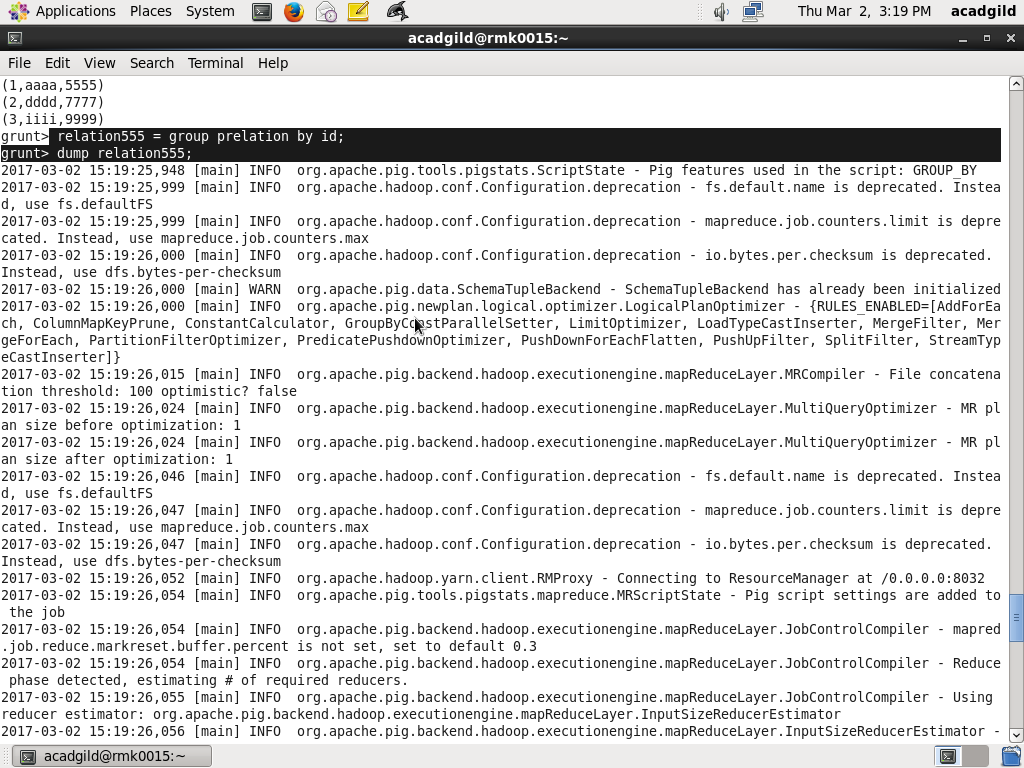 Applications Places System Thu Mar 2, 3:19 PM acadgild
acadgild@rmk0015:~
File Edit View Search Terminal Help
(1,aaaa,5555)
(2,dddd,7777)
(3,iiii,9999)
grunt> relation555 = group prelation by id;
grunt> dump relation555;
2017-03-02 15:19:25,948 [main] INFO  org.apache.pig.tools.pigstats.ScriptState - Pig features used in the script: GROUP_BY
2017-03-02 15:19:25,999 [main] INFO  org.apache.hadoop.conf.Configuration.deprecation - fs.default.name is deprecated. Instea
d, use fs.defaultFS
2017-03-02 15:19:25,999 [main] INFO  org.apache.hadoop.conf.Configuration.deprecation - mapreduce.job.counters.limit is depre
cated. Instead, use mapreduce.job.counters.max
2017-03-02 15:19:26,000 [main] INFO  org.apache.hadoop.conf.Configuration.deprecation - io.bytes.per.checksum is deprecated.
Instead, use dfs.bytes-per-checksum
2017-03-02 15:19:26,000 [main] WARN  org.apache.pig.data.SchemaTupleBackend - SchemaTupleBackend has already been initialized
2017-03-02 15:19:26,000 [main] INFO  org.apache.pig.newplan.logical.optimizer.LogicalPlanOptimizer - {RULES_ENABLED=[AddForEa
ch, ColumnMapKeyPrune, ConstantCalculator, GroupByConstParallelSetter, LimitOptimizer, LoadTypeCastInserter, MergeFilter, Mer
geForEach, PartitionFilterOptimizer, PredicatePushdownOptimizer, PushDownForEachFlatten, PushUpFilter, SplitFilter, StreamTyp
eCastInserter]}
2017-03-02 15:19:26,015 [main] INFO  org.apache.pig.backend.hadoop.executionengine.mapReduceLayer.MRCompiler - File concatena
tion threshold: 100 optimistic? false
2017-03-02 15:19:26,024 [main] INFO  org.apache.pig.backend.hadoop.executionengine.mapReduceLayer.MultiQueryOptimizer - MR pl
an size before optimization: 1
2017-03-02 15:19:26,024 [main] INFO  org.apache.pig.backend.hadoop.executionengine.mapReduceLayer.MultiQueryOptimizer - MR pl
an size after optimization: 1
2017-03-02 15:19:26,046 [main] INFO  org.apache.hadoop.conf.Configuration.deprecation - fs.default.name is deprecated. Instea
d, use fs.defaultFS
2017-03-02 15:19:26,047 [main] INFO  org.apache.hadoop.conf.Configuration.deprecation - mapreduce.job.counters.limit is depre
cated. Instead, use mapreduce.job.counters.max
2017-03-02 15:19:26,047 [main] INFO  org.apache.hadoop.conf.Configuration.deprecation - io.bytes.per.checksum is deprecated.
Instead, use dfs.bytes-per-checksum
2017-03-02 15:19:26,052 [main] INFO  org.apache.hadoop.yarn.client.RMProxy - Connecting to ResourceManager at /0.0.0.0:8032
2017-03-02 15:19:26,054 [main] INFO  org.apache.pig.tools.pigstats.mapreduce.MRScriptState - Pig script settings are added to
 the job
2017-03-02 15:19:26,054 [main] INFO  org.apache.pig.backend.hadoop.executionengine.mapReduceLayer.JobControlCompiler - mapred
.job.reduce.markreset.buffer.percent is not set, set to default 0.3
2017-03-02 15:19:26,054 [main] INFO  org.apache.pig.backend.hadoop.executionengine.mapReduceLayer.JobControlCompiler - Reduce
 phase detected, estimating # of required reducers.
2017-03-02 15:19:26,055 [main] INFO  org.apache.pig.backend.hadoop.executionengine.mapReduceLayer.JobControlCompiler - Using
reducer estimator: org.apache.pig.backend.hadoop.executionengine.mapReduceLayer.InputSizeReducerEstimator
2017-03-02 15:19:26,056 [main] INFO  org.apache.pig.backend.hadoop.executionengine.mapReduceLayer.InputSizeReducerEstimator -
acadgild@rmk0015:~